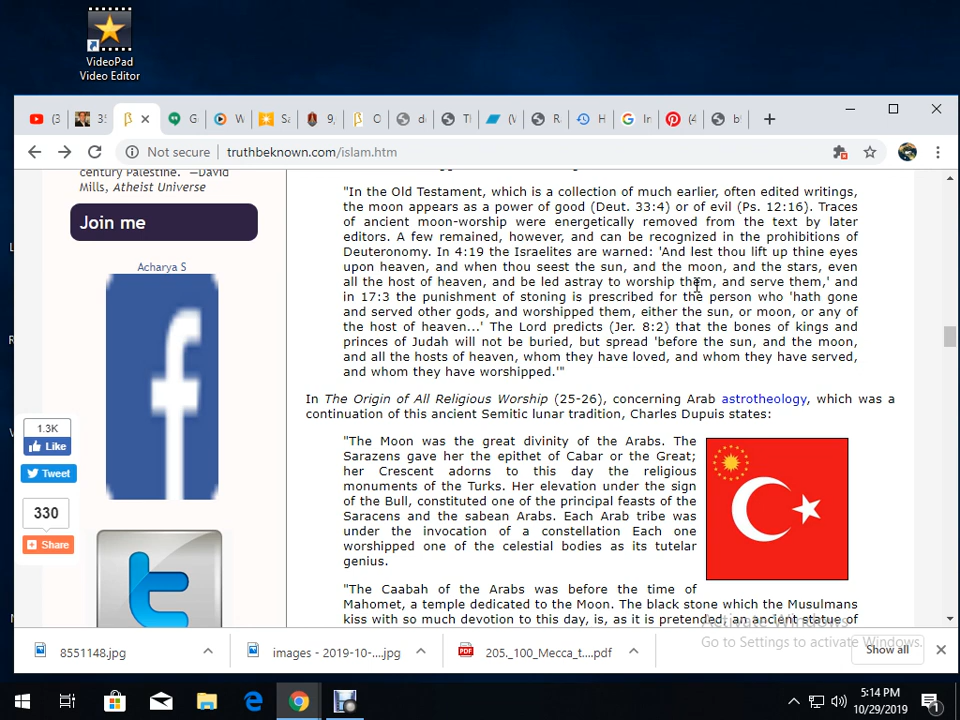 VideoPad
Video Editor
(3
3!
G
W
Sa
9,
O
de
Tl
(V
R
H
In
(4
b'
Not secure
truthbeknown.com/islam.htm
century Palestine. —David
Mills, Atheist Universe
Join me
Acharya S
1.3K
Like
Tweet
330
Share
"In the Old Testament, which is a collection of much earlier, often edited writings,
the moon appears as a power of good (Deut. 33:4) or of evil (Ps. 12:16). Traces
of ancient moon-worship were energetically removed from the text by later
editors. A few remained, however, and can be recognized in the prohibitions of
Deuteronomy. In 4:19 the Israelites are warned: 'And lest thou lift up thine eyes
upon heaven, and when thou seest the sun, and the moon, and the stars, even
all the host of heaven, and be led astray to worship them, and serve them,' and
in 17:3 the punishment of stoning is prescribed for the person who 'hath gone
and served other gods, and worshipped them, either the sun, or moon, or any of
the host of heaven...' The Lord predicts (Jer. 8:2) that the bones of kings and
princes of Judah will not be buried, but spread 'before the sun, and the moon,
and all the hosts of heaven, whom they have loved, and whom they have served,
and whom they have worshipped.'"
In The Origin of All Religious Worship (25-26), concerning Arab astrotheology, which was a
continuation of this ancient Semitic lunar tradition, Charles Dupuis states:
"The Moon was the great divinity of the Arabs. The
Sarazens gave her the epithet of Cabar or the Great;
her Crescent adorns to this day the religious
monuments of the Turks. Her elevation under the sign
of the Bull, constituted one of the principal feasts of the
Saracens and the sabean Arabs. Each Arab tribe was
under the invocation of a constellation Each one
worshipped one of the celestial bodies as its tutelar
genius.
"The Caabah of the Arabs was before the time of
Mahomet, a temple dedicated to the Moon. The black stone which the Musulmans
kiss with so much devotion to this day, is, as it is pretended, an ancient statue of
Activate Windows
Go to Settings to activate Windows.
8551148.jpg
images - 2019-10-....jpg
PDF
205._100_Mecca_t....pdf
Show all
5:14 PM
10/29/2019
1